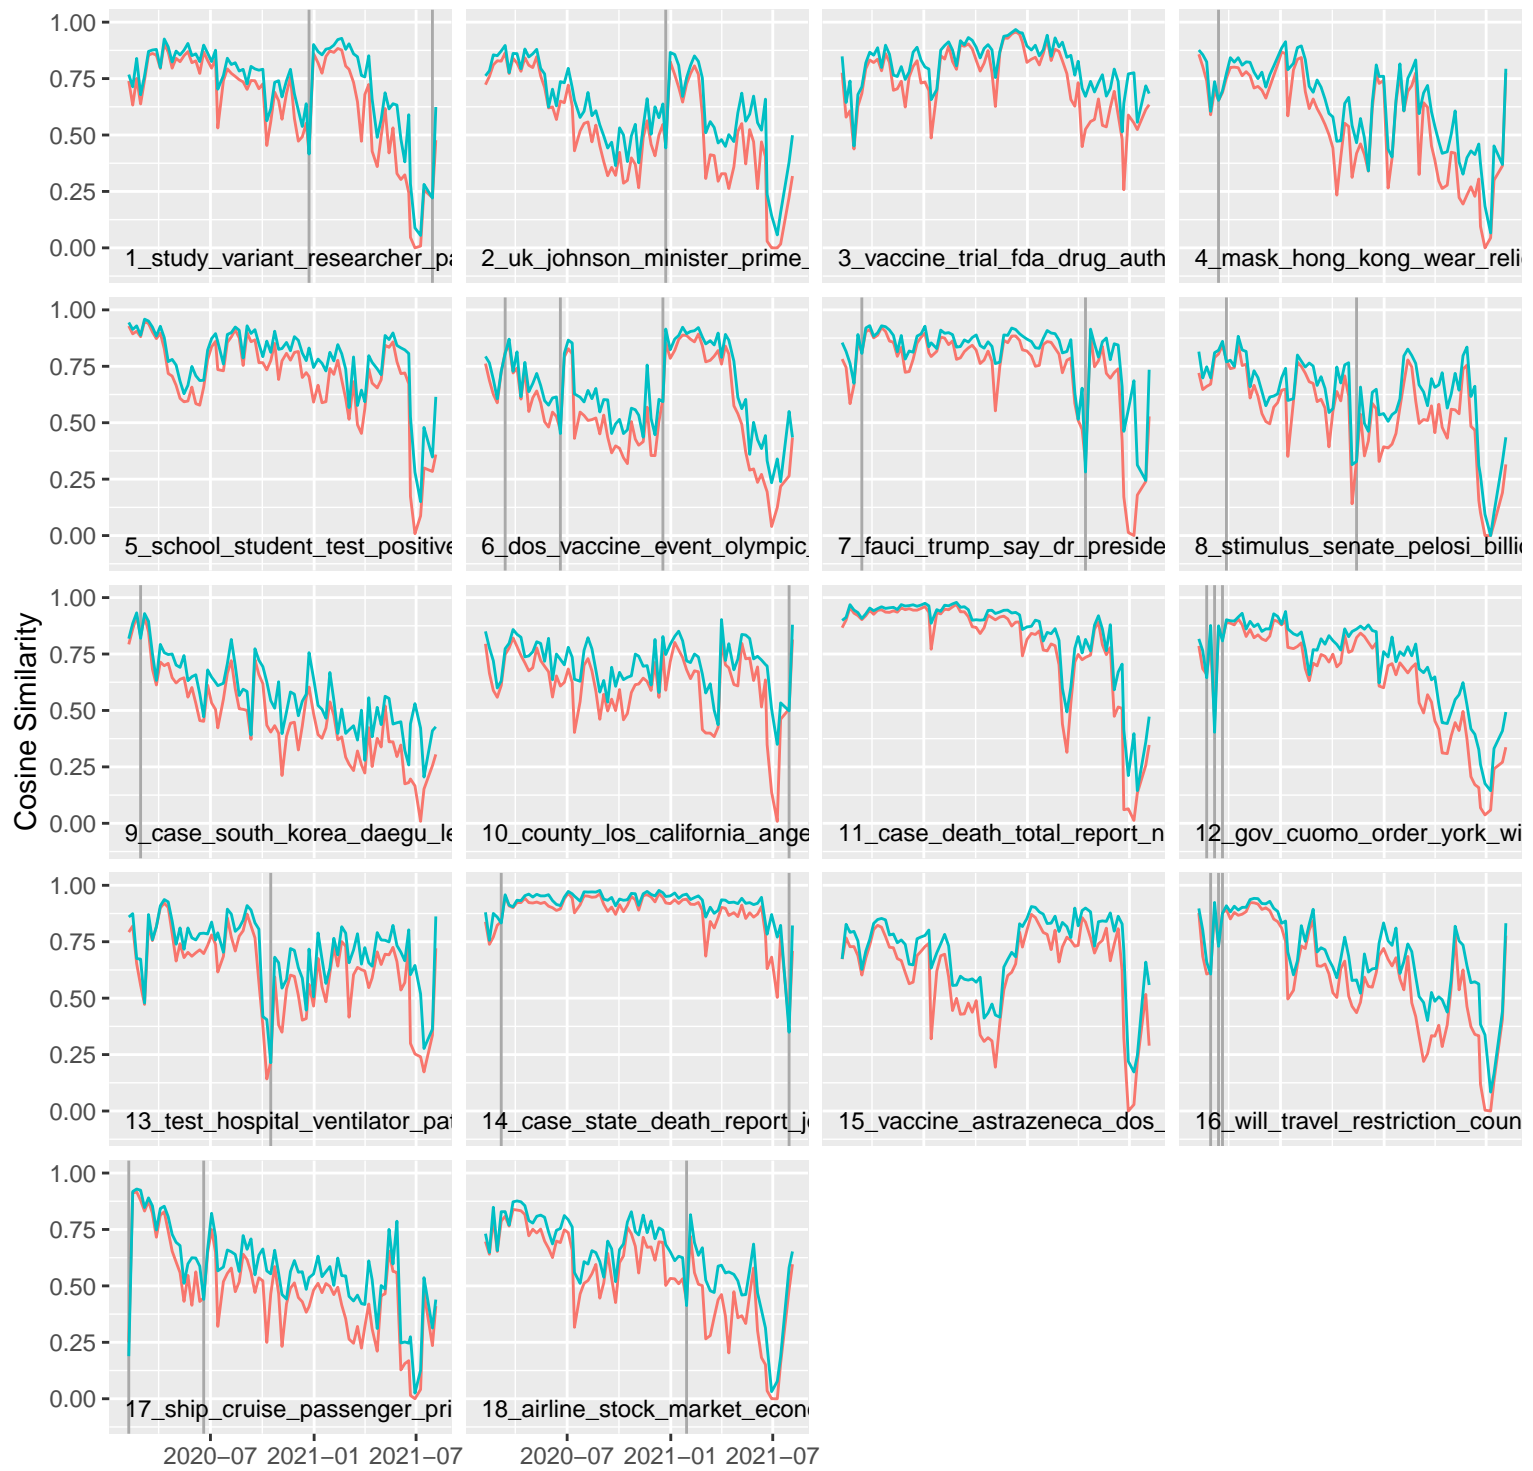 1.00
0.75
0.50
0.25
0.00
1_study_variant_researcher_pa
2_uk_johnson_minister_prime_
3_vaccine_trial_fda_drug_auth
4_mask_hong_kong_wear_reli
1.00
0.75
0.50
0.25
0.00
5_school_student_test_positive
6_dos_vaccine_event_olympic_
7_fauci_trump_say_dr_preside
8_stimulus_senate_pelosi_billi
Cosine Similarity
1.00
0.75
0.50
0.25
0.00
9_case_south_korea_daegu_le
10_county_los_california_ange
11_case_death_total_report_n
12_gov_cuomo_order_york_wi
1.00
0.75
0.50
0.25
0.00
13_test_hospital_ventilator_pat
14_case_state_death_report_j
15_vaccine_astrazeneca_dos_
16_will_travel_restriction_coun
1.00
0.75
0.50
0.25
0.00
17_ship_cruise_passenger_pri
18_airline_stock_market_econ
2020−07 2021−01 2021−07
2020−07 2021−01 2021−07